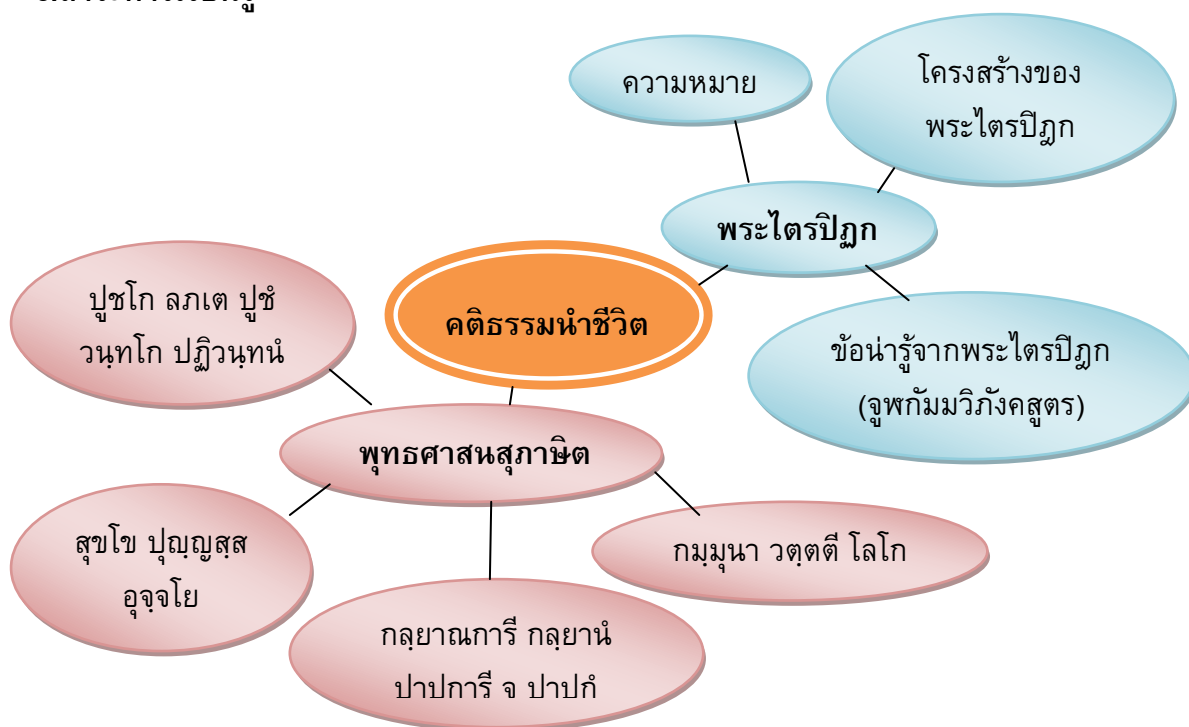 ความหมาย
โครงสร้างของ
พระไตรปิฎก
พระไตรปิฏก
คติธรรมนำชีวิต
ปูชโก ลภเต ปูชํ
วนฺทโก ปฏิวนฺทนํ
ข้อน่ารู้จากพระไตรปิฎก
(จูฬกัมมวิภังคสูตร)
พุทธศาสนสุภาษิต
สุขโข ปุญฺญสฺส
อุจฺจโย
กมฺมุนา วตฺตตี โลโก
กลฺยาณการี กลฺยานํ
ปาปการี จ ปาปกํ